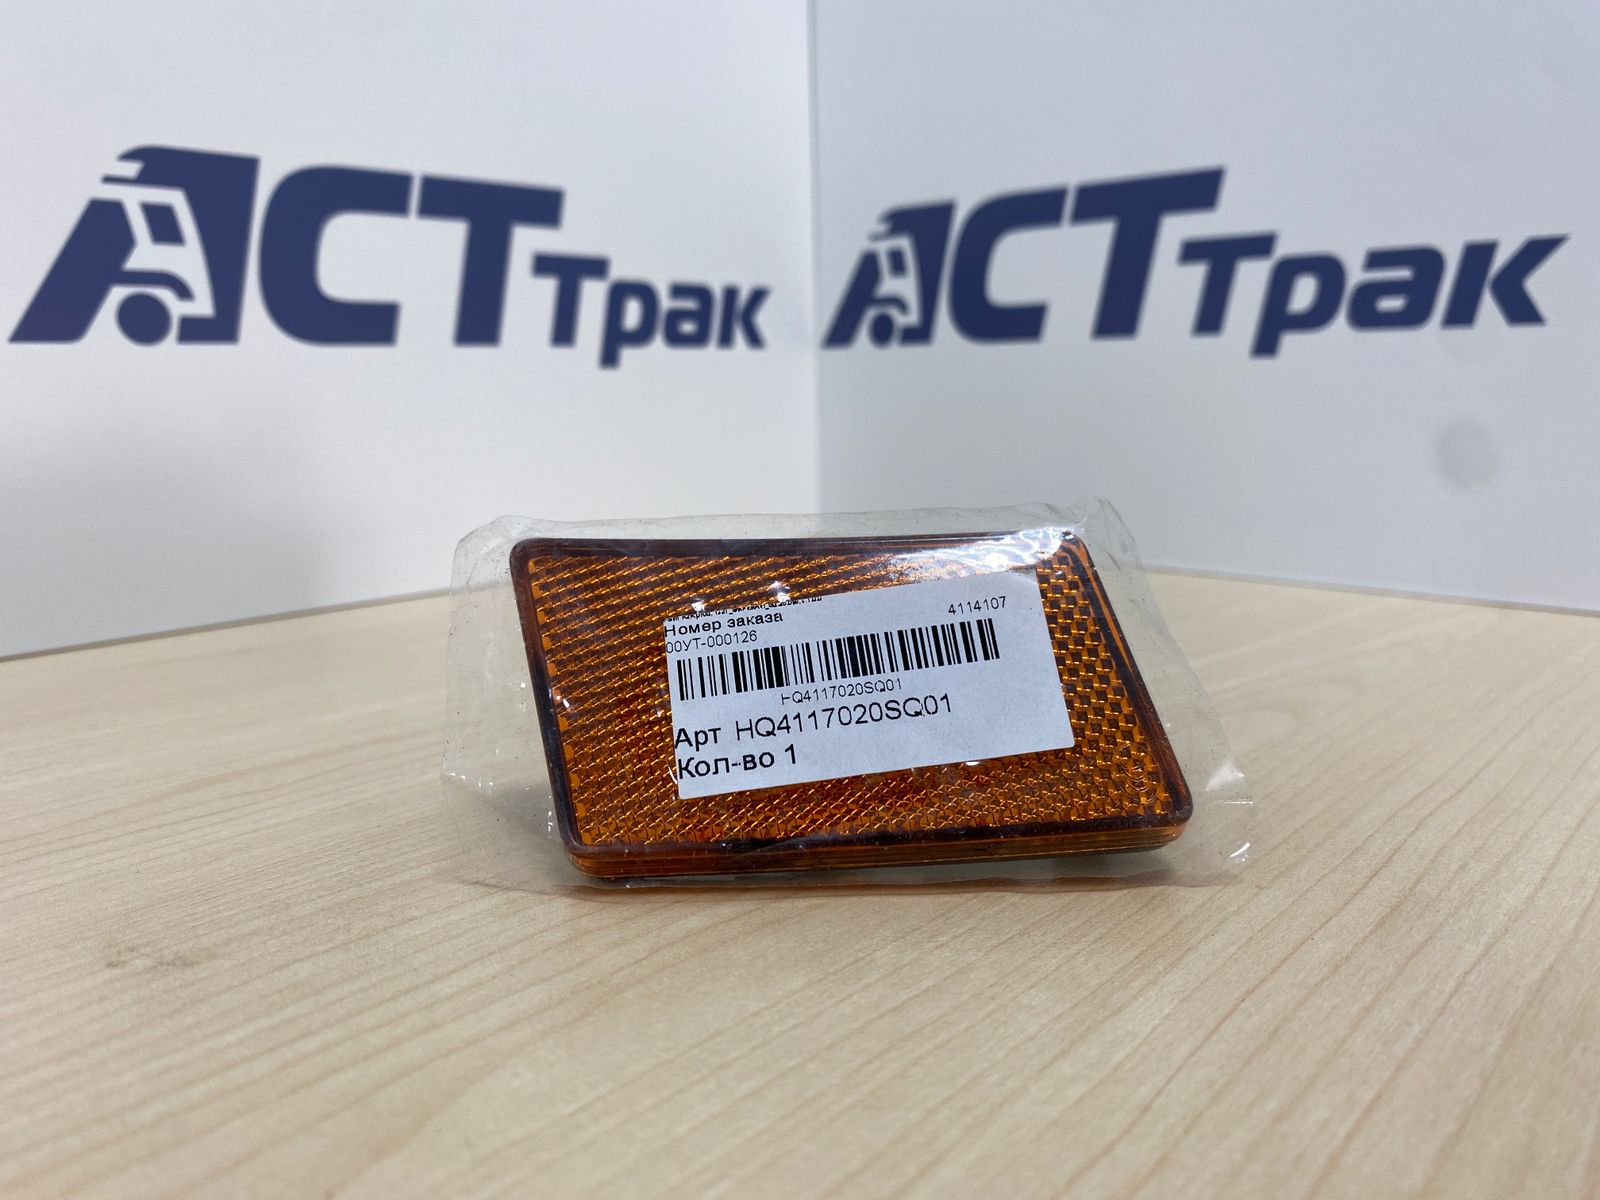 АСТтрак
АСТтрак
4114107
Номер заказа
00УТ-000126
HQ4117020SQ01
Арт HQ4117020SQ01
Кол-во 1